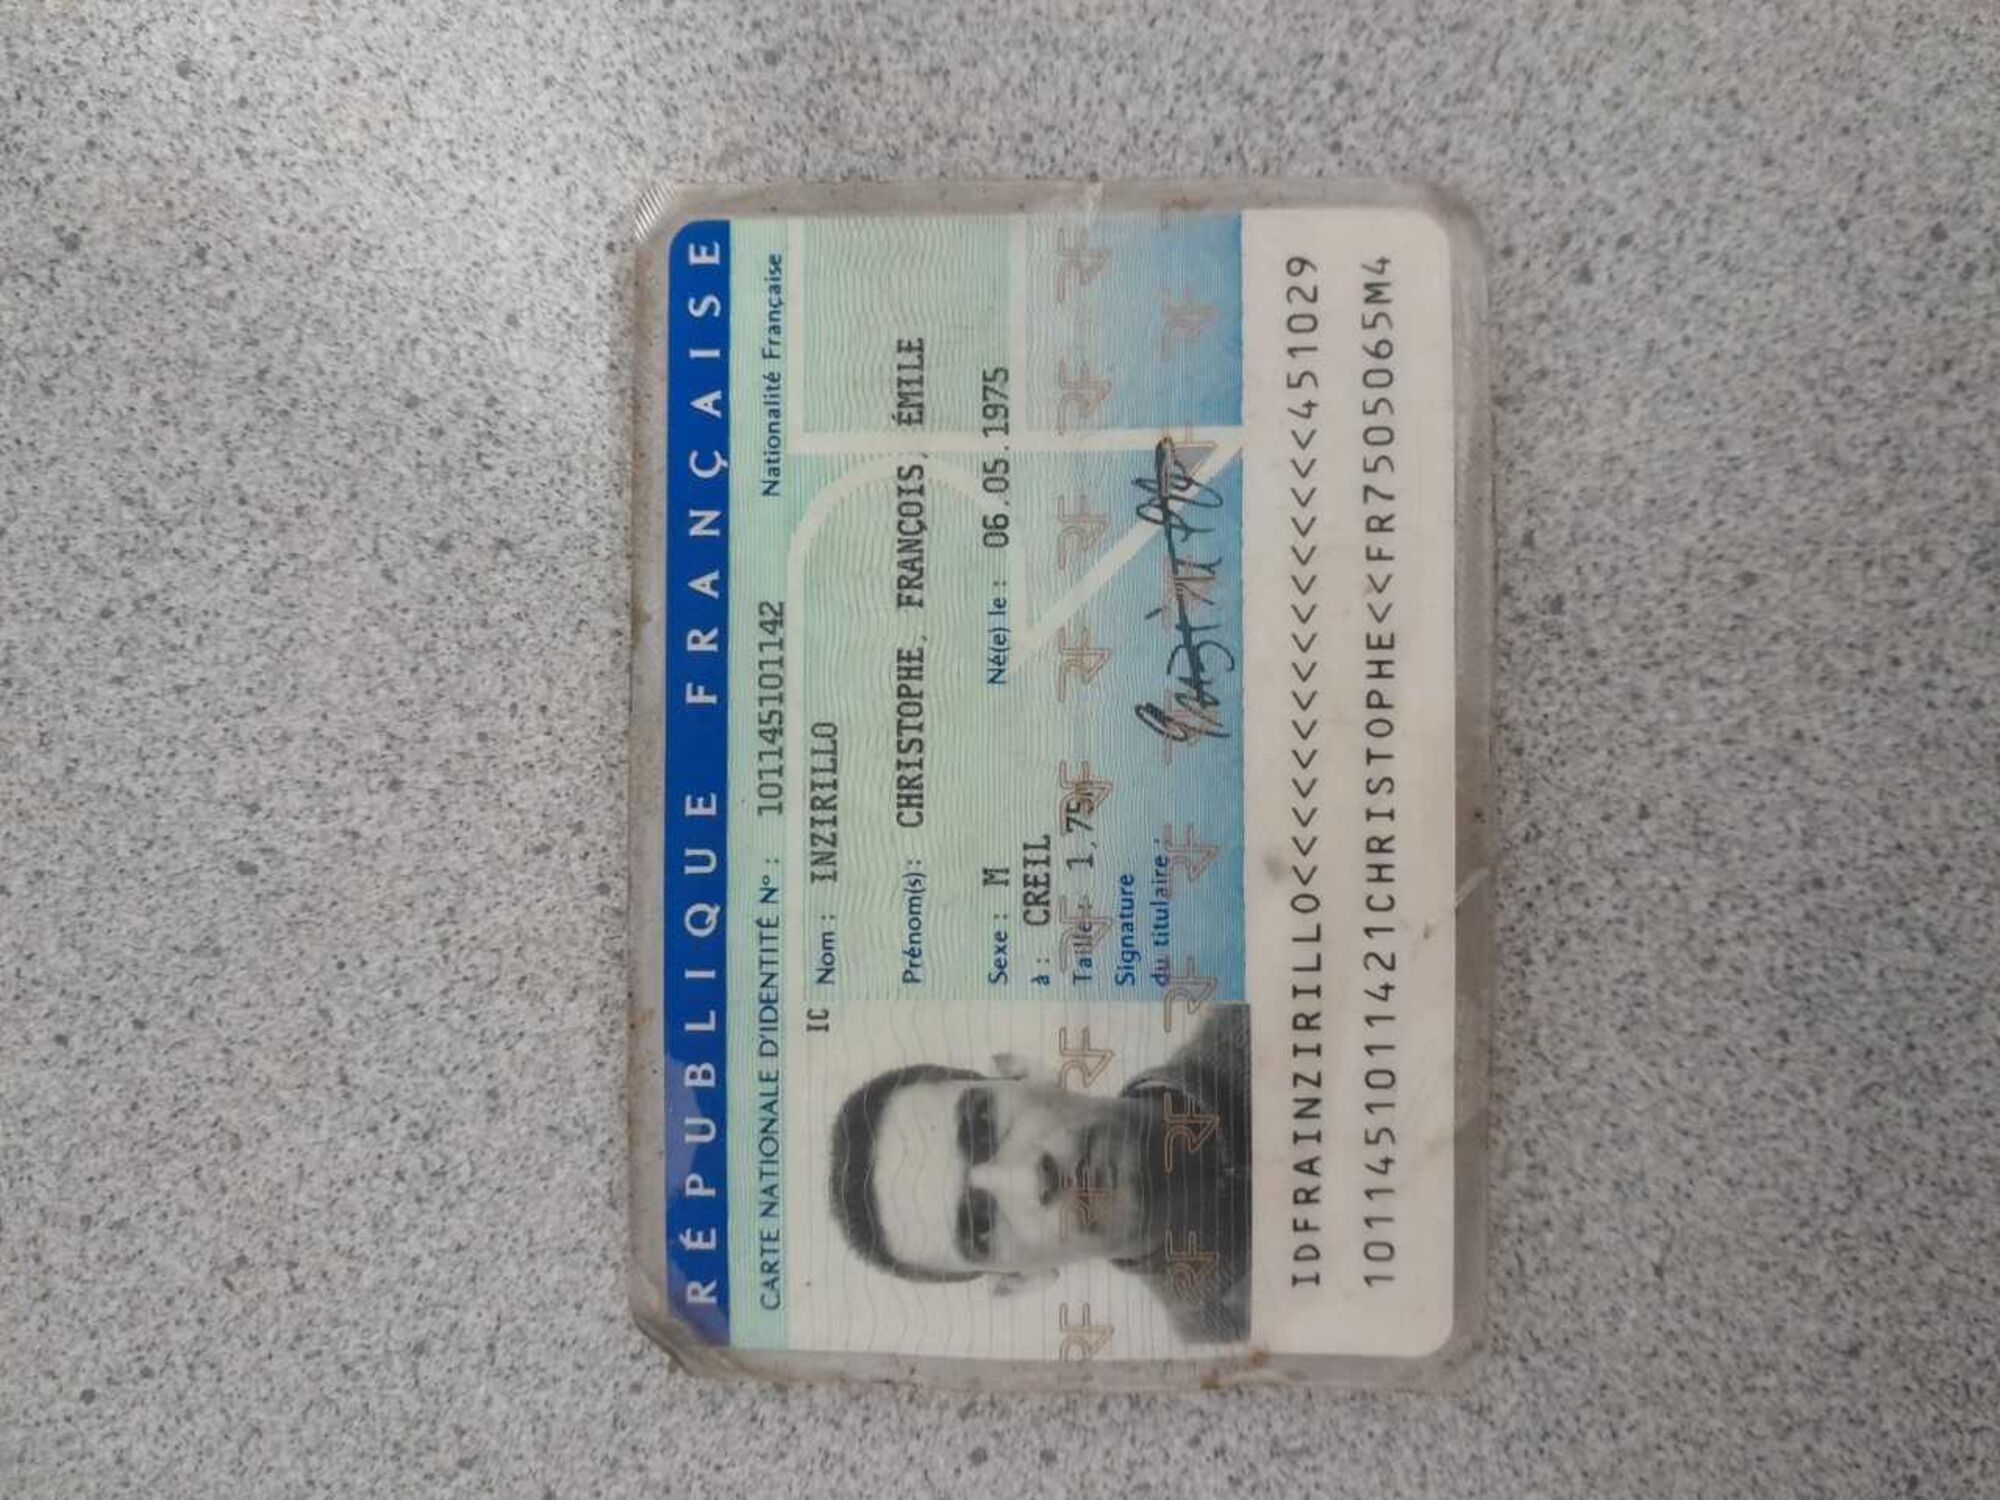 RÉPUBLIQUE FRANÇAISE
CARTE NATIONALE D'IDENTITÉ N° : 101145101142 Nationalité Française
IC Nom : INZIRILLO
Prénom(s) : CHRISTOPHE, FRANÇOIS, ÉMILE
Sexe : M Né(e) le : 06.05.1975
à : CREIL
Taille : 1,75M
Signature
du titulaire :
IDFRAINZIRILLO<<<<<<<<<<<<<<<<451029
1011451011421CHRISTOPHE<<FR7505065M4